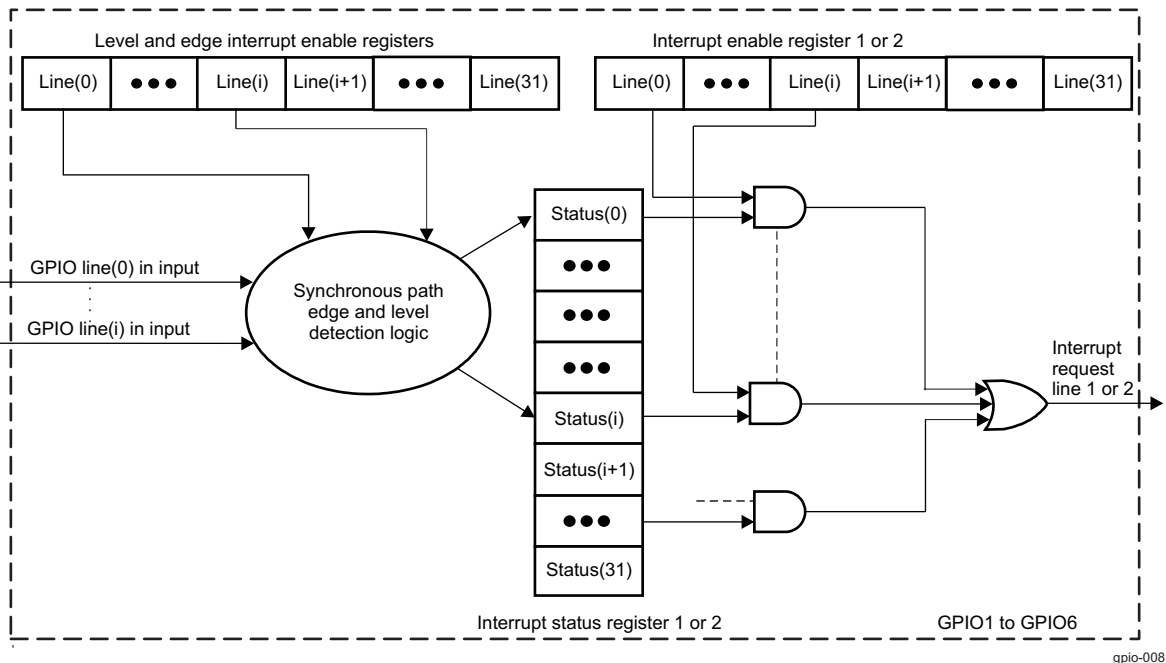 Level and edge interrupt enable registers
Interrupt enable register 1 or 2
Line(0) ●●● Line(i) Line(i+1) ●●● Line(31)
Line(0) ●●● Line(i) Line(i+1) ●●● Line(31)
GPIO line(0) in input
GPIO line(i) in input
Synchronous path
edge and level
detection logic
Status(0)
●●●
●●●
●●●
Status(i)
Status(i+1)
●●●
Status(31)
Interrupt
request
line 1 or 2
Interrupt status register 1 or 2
GPIO1 to GPIO6
gpio-008